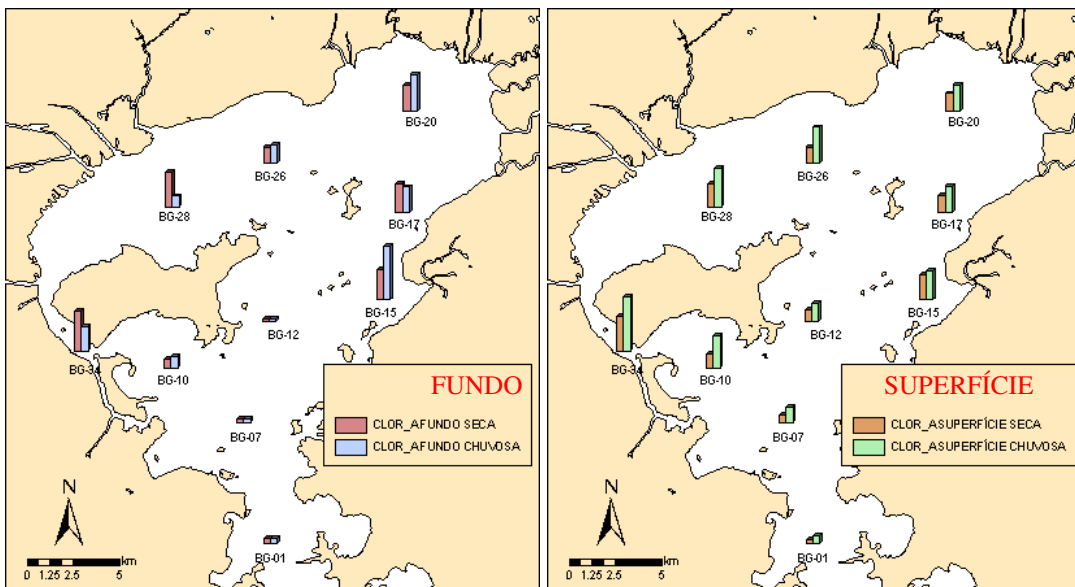 BG-20
BG-26
BG-28
BG-17
BG-15
BG-12
BG-34
BG-10
BG-07
BG-01
FUNDO
CLOR_AFUNDO SECA
CLOR_AFUNDO CHUVOSA
N
km
0 1.25 2.5 5
BG-20
BG-26
BG-28
BG-17
BG-15
BG-12
BG-34
BG-10
BG-07
BG-01
SUPERFÍCIE
CLOR_ASUPERFÍCIE SECA
CLOR_ASUPERFÍCIE CHUVOSA
N
km
0 1.25 2.5 5